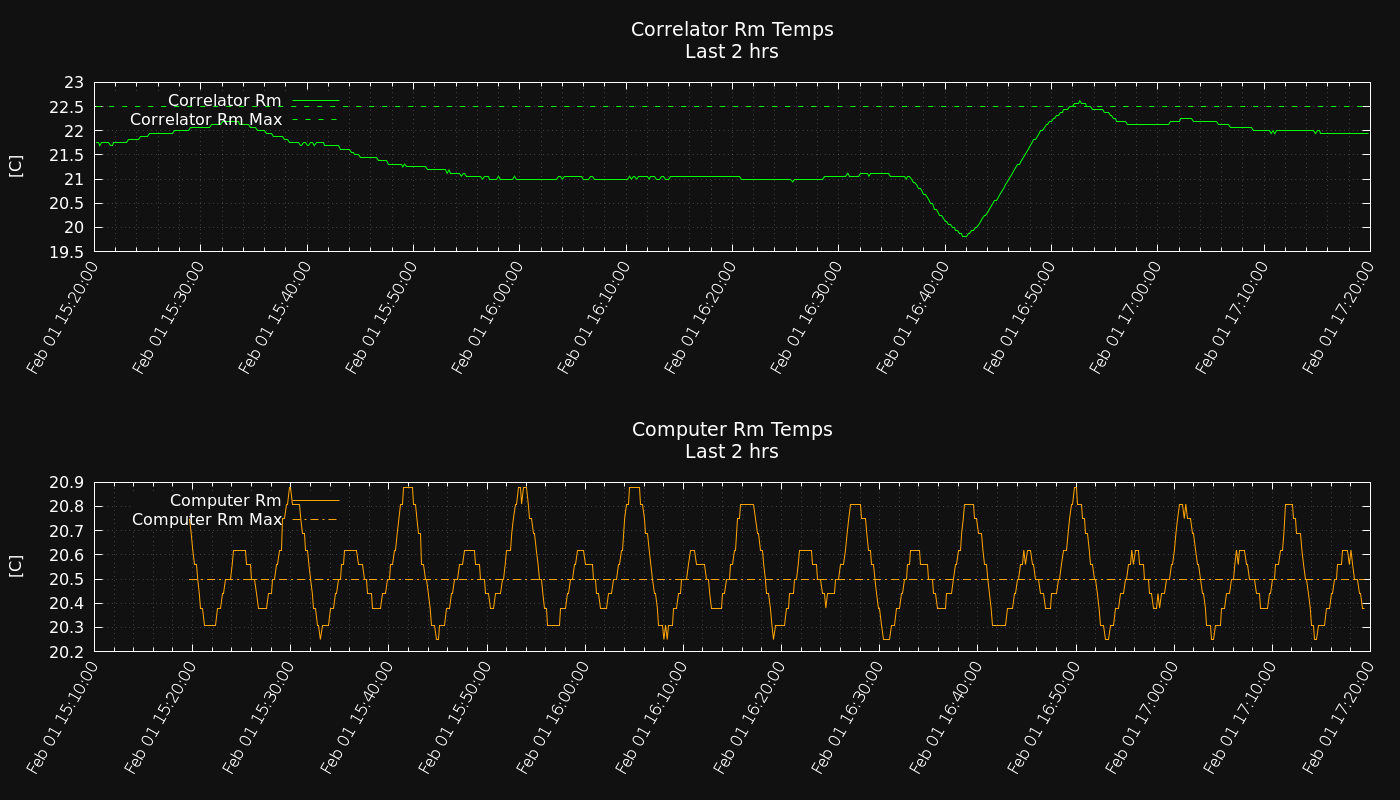 Correlator Rm Temps
Last 2 hrs
23
22.5
22
21.5
21
20.5
20
19.5
[C]
Correlator Rm
Correlator Rm Max
Feb 01 15:20:00
Feb 01 15:30:00
Feb 01 15:40:00
Feb 01 15:50:00
Feb 01 16:00:00
Feb 01 16:10:00
Feb 01 16:20:00
Feb 01 16:30:00
Feb 01 16:40:00
Feb 01 16:50:00
Feb 01 17:00:00
Feb 01 17:10:00
Feb 01 17:20:00
Computer Rm Temps
Last 2 hrs
20.9
20.8
20.7
20.6
20.5
20.4
20.3
20.2
[C]
Computer Rm
Computer Rm Max
Feb 01 15:10:00
Feb 01 15:20:00
Feb 01 15:30:00
Feb 01 15:40:00
Feb 01 15:50:00
Feb 01 16:00:00
Feb 01 16:10:00
Feb 01 16:20:00
Feb 01 16:30:00
Feb 01 16:40:00
Feb 01 16:50:00
Feb 01 17:00:00
Feb 01 17:10:00
Feb 01 17:20:00